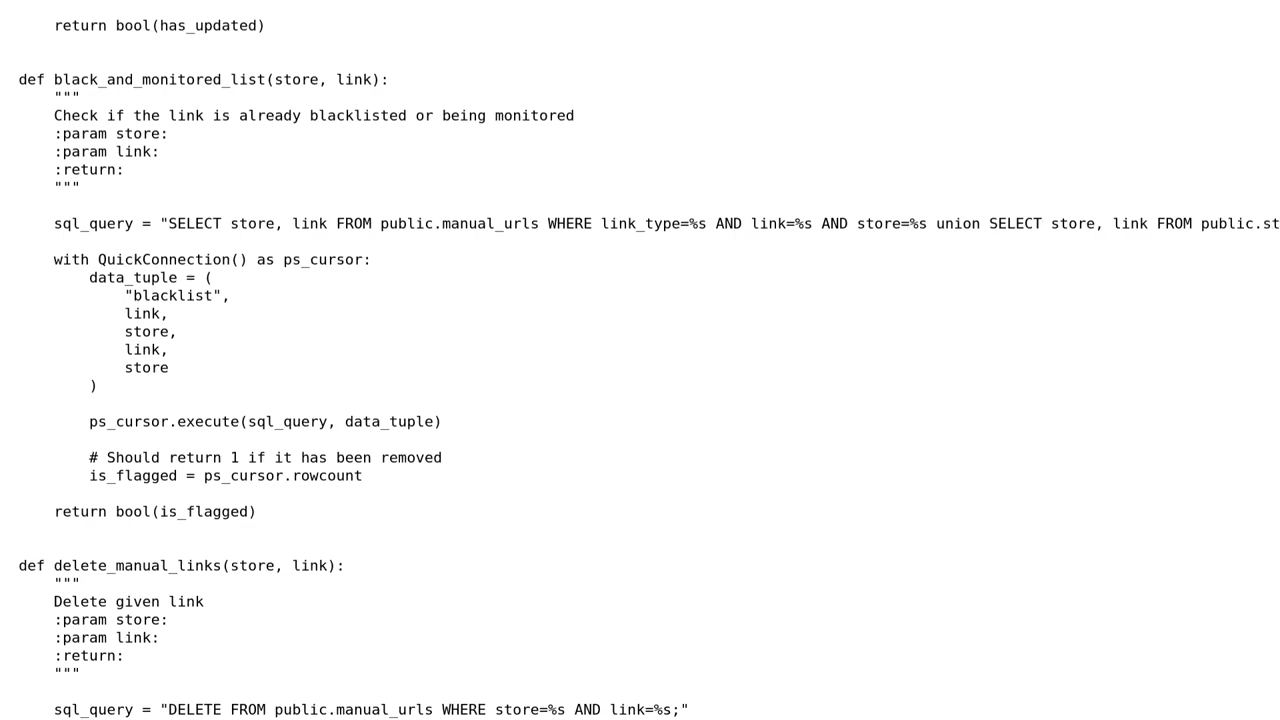 return bool(has_updated)


def black_and_monitored_list(store, link):
    """
    Check if the link is already blacklisted or being monitored
    :param store:
    :param link:
    :return:
    """

    sql_query = "SELECT store, link FROM public.manual_urls WHERE link_type=%s AND link=%s AND store=%s union SELECT store, link FROM public.st

    with QuickConnection() as ps_cursor:
        data_tuple = (
            "blacklist",
            link,
            store,
            link,
            store
        )

        ps_cursor.execute(sql_query, data_tuple)

        # Should return 1 if it has been removed
        is_flagged = ps_cursor.rowcount

    return bool(is_flagged)


def delete_manual_links(store, link):
    """
    Delete given link
    :param store:
    :param link:
    :return:
    """

    sql_query = "DELETE FROM public.manual_urls WHERE store=%s AND link=%s;"